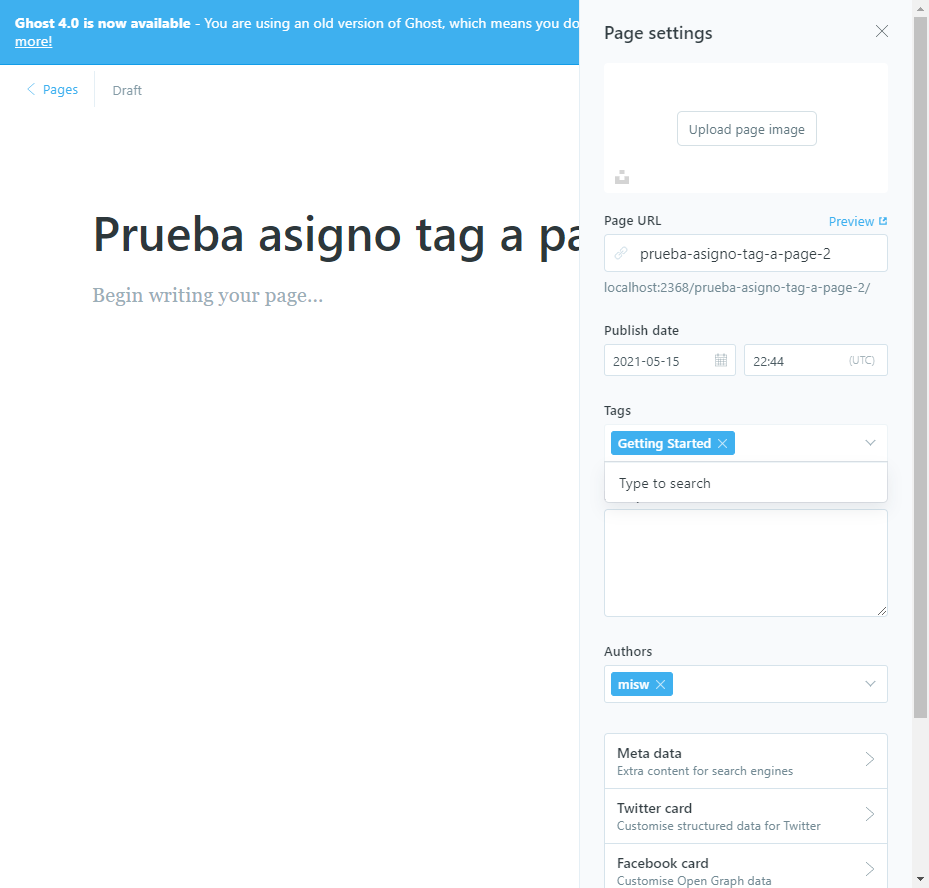 Ghost 4.0 is now available - You are using an old version of Ghost, which means you do
more!
Pages
Draft
Prueba asigno tag a pa
Begin writing your page...
Page settings
Upload page image
Page URL
Preview
prueba-asigno-tag-a-page-2
localhost:2368/prueba-asigno-tag-a-page-2/
Publish date
2021-05-15
22:44
(UTC)
Tags
Getting Started
Type to search
Authors
misw
Meta data
Extra content for search engines
Twitter card
Customise structured data for Twitter
Facebook card
Customise Open Graph data